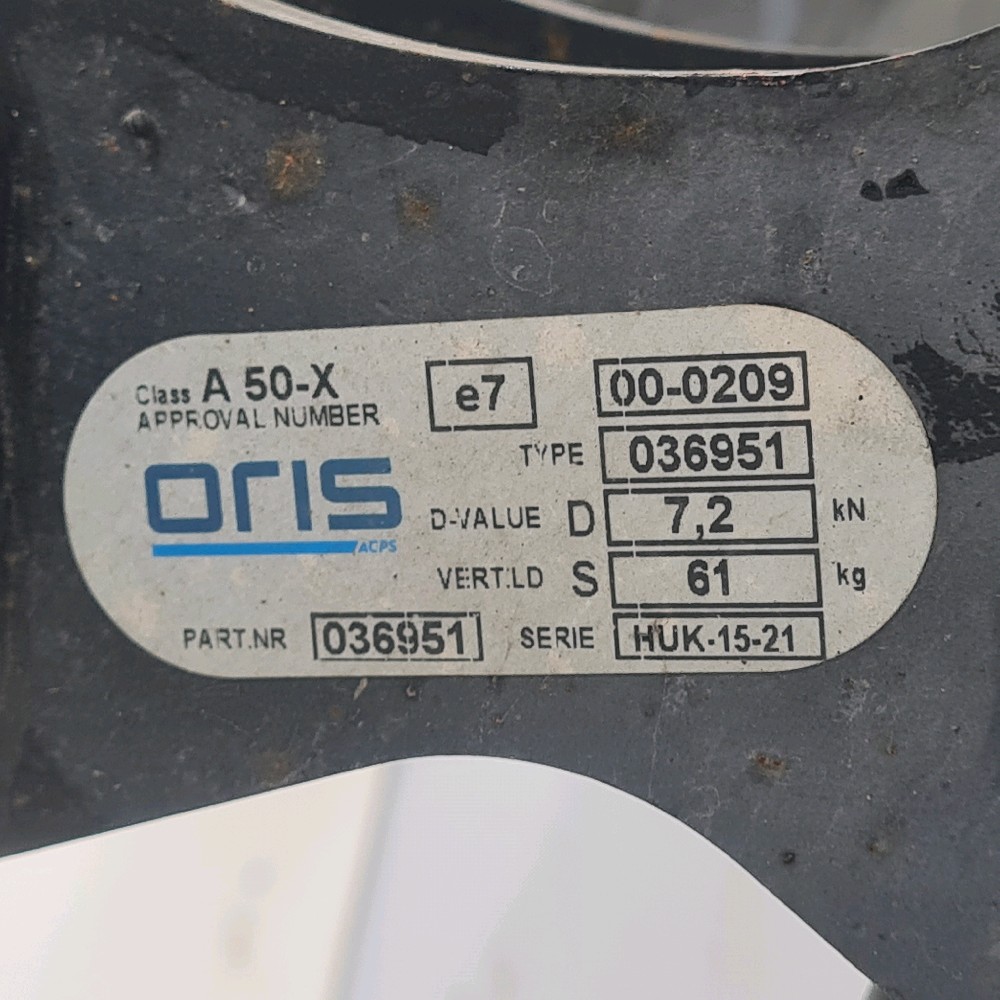 Class A 50-X e7 00-0209
APPROVAL NUMBER
TYPE 036951
oris
ACPS
D-VALUE D 7,2 kN
VERT.LD S 61 kg
PART.NR 036951 SERIE HUK-15-21